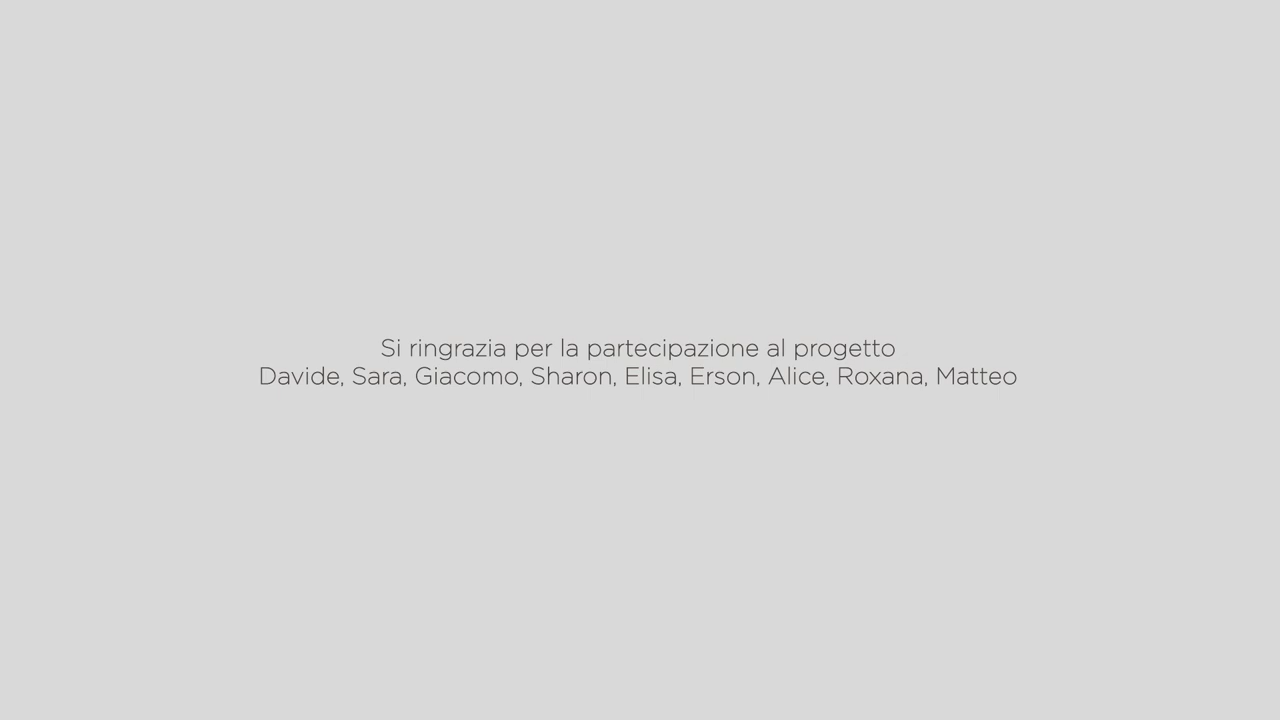 Si ringrazia per la partecipazione al progetto
Davide, Sara, Giacomo, Sharon, Elisa, Erson, Alice, Roxana, Matteo